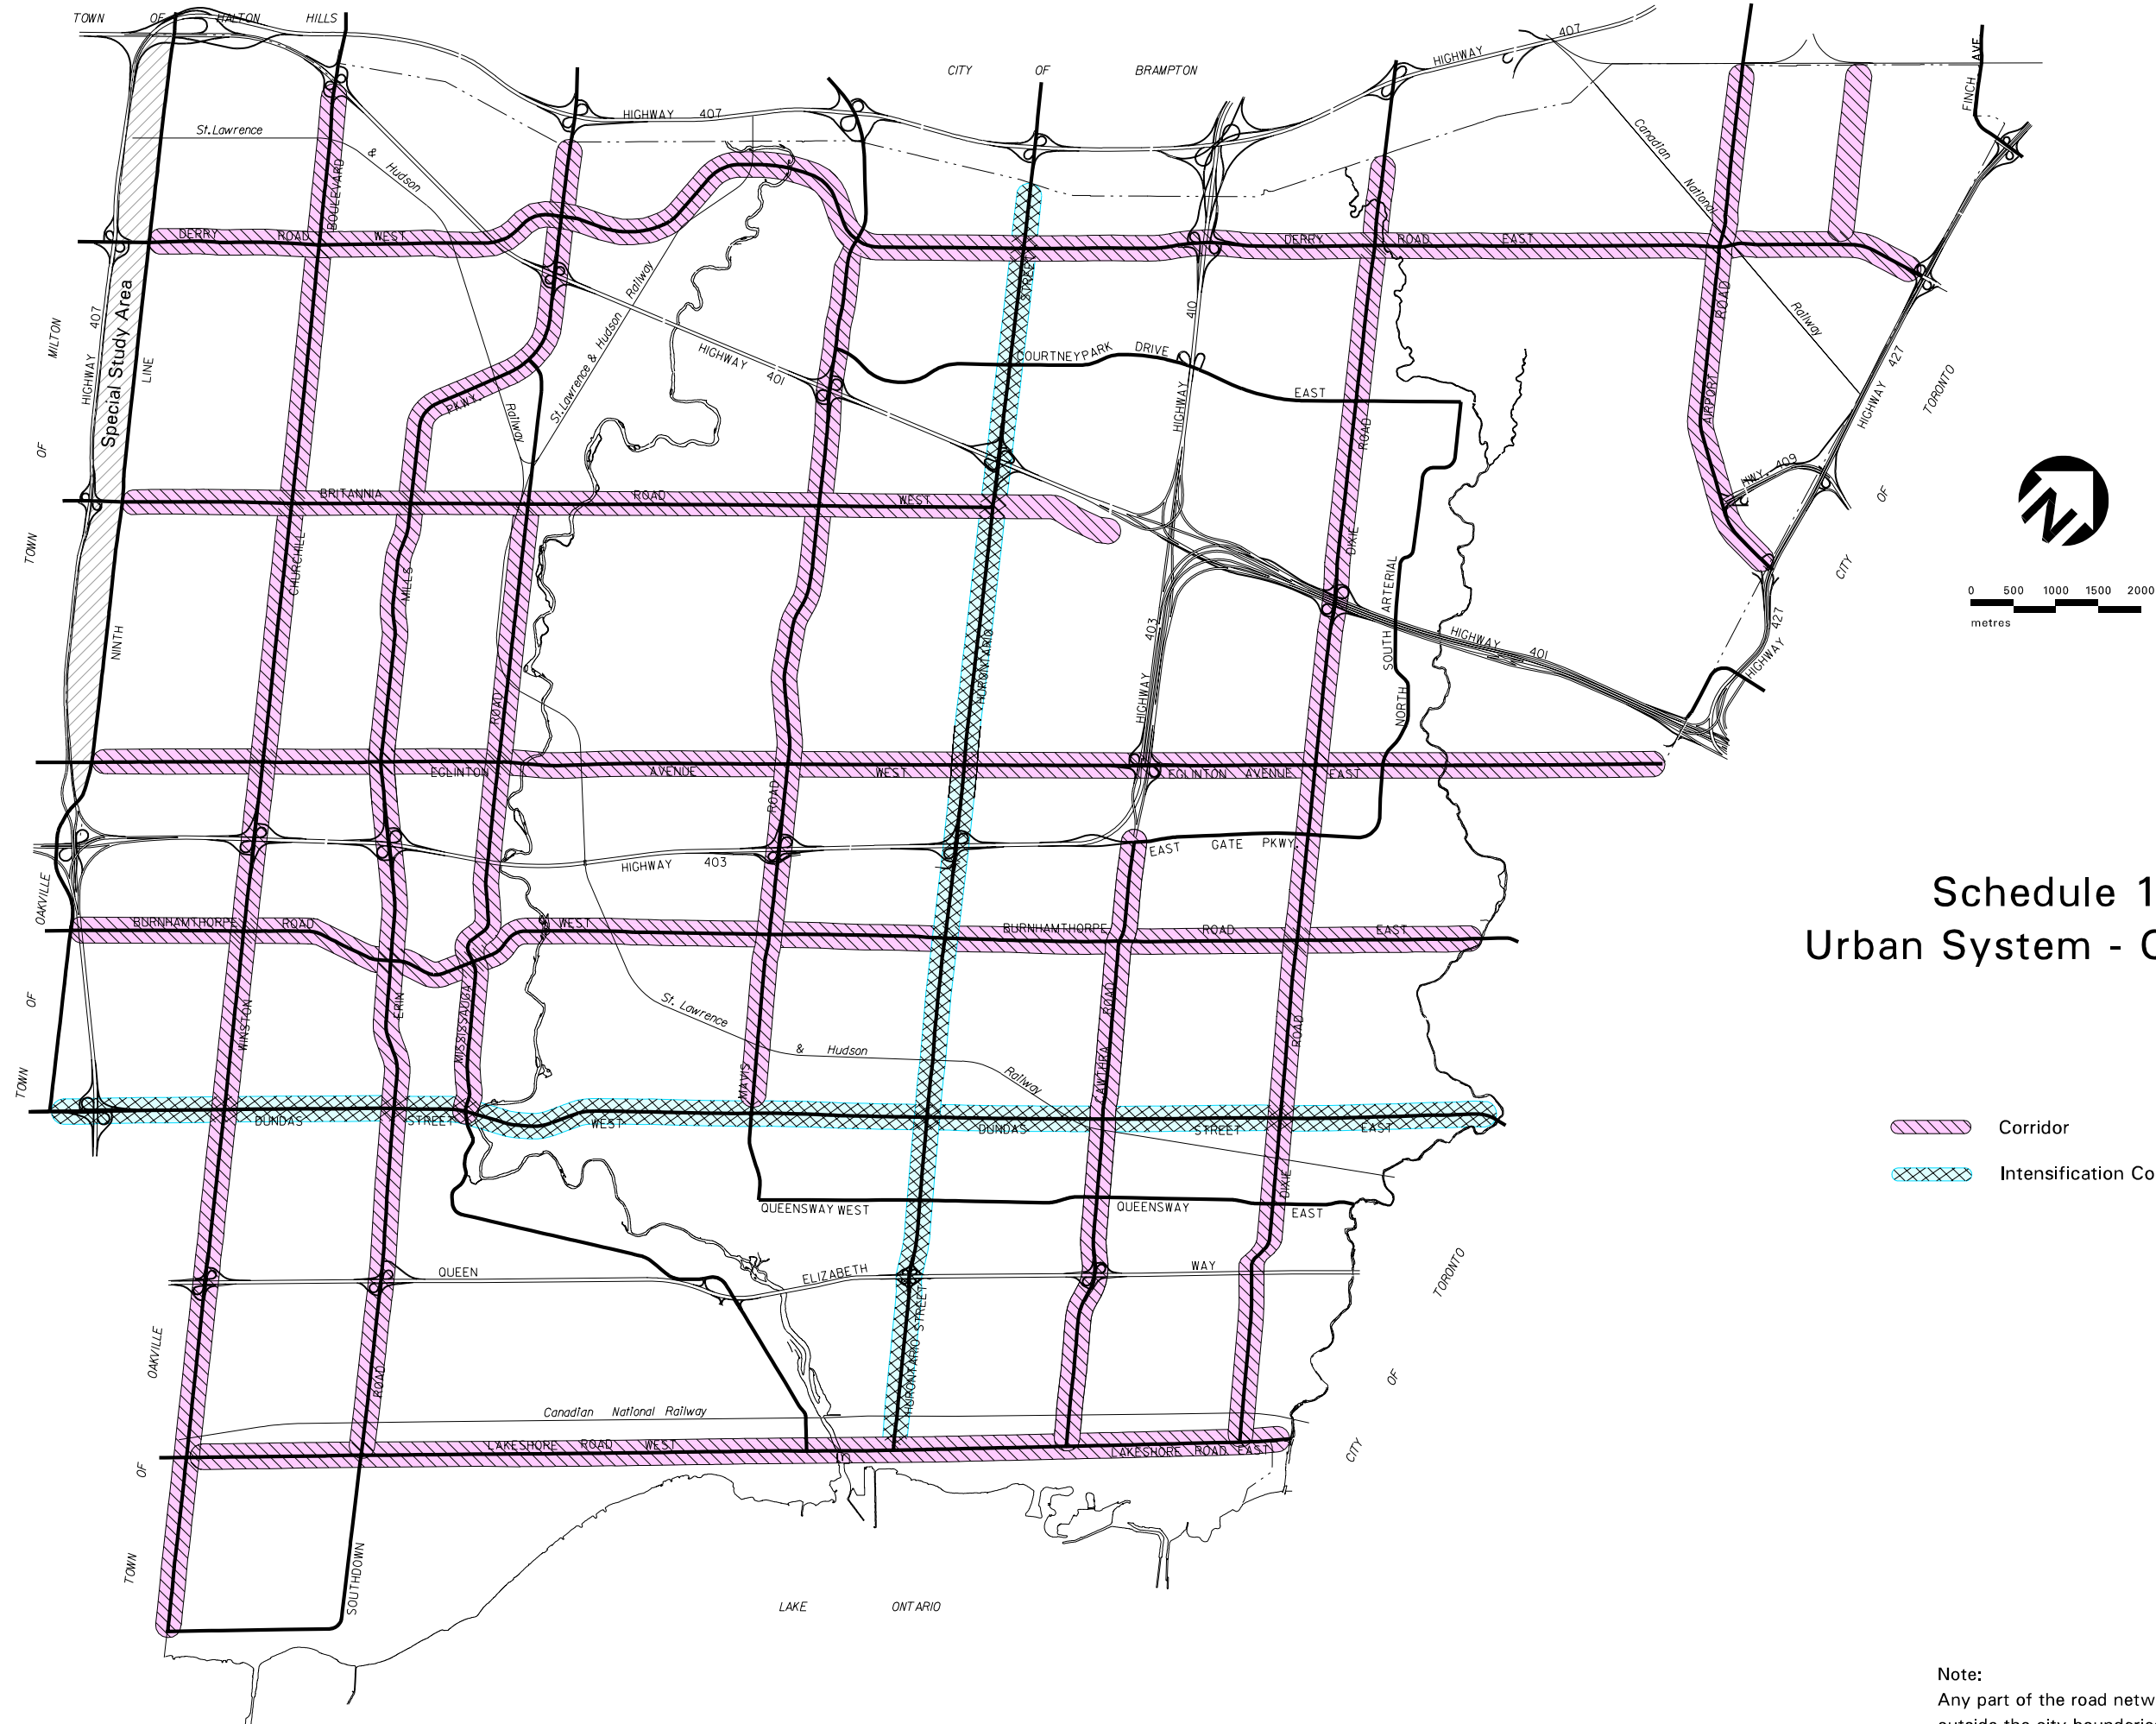 TOWN OF HALTON HILLS
HIGHWAY 407
FINCH AVE
CITY OF BRAMPTON
HIGHWAY 407
St.Lawrence & Hudson Railway
Canadian National Railway
BOULEVARD
DERRY ROAD WEST
DERRY ROAD EAST
STREET
St.Lawrence & Hudson Railway
410
HIGHWAY
ROAD
MILTON
OF
TOWN
HIGHWAY 407
Special Study Area
LINE
NINTH
HIGHWAY 401
COURTNEYPARK DRIVE
EAST
HIGHWAY 427
TORONTO
OF
CITY
PKWY
AIRPORT
ROAD
HWY. 409
BRITANNIA ROAD WEST
DIXIE
CHURCHILL
MILLS
SOUTH ARTERIAL
NORTH
0 500 1000 1500 2000
metres
HURONTARIO
403
HIGHWAY
HIGHWAY 401
HIGHWAY 427
ROAD
EGLINTON AVENUE WEST
EGLINTON AVENUE EAST
ROAD
HIGHWAY 403
EAST GATE PKWY.
OAKVILLE
OF
TOWN
Schedule 1
Urban System - C
BURNHAMTHORPE ROAD WEST
BURNHAMTHORPE ROAD EAST
WINSTON
ERIN
MISSISSAUGA
St. Lawrence & Hudson Railway
ROAD
CAWTHRA
ROAD
MAVIS
DUNDAS STREET WEST
DUNDAS STREET EAST
Corridor
Intensification Co
DIXIE
QUEENSWAY WEST
QUEENSWAY EAST
QUEEN ELIZABETH WAY
HURONTARIO STREET
TORONTO
OF
CITY
OAKVILLE
OF
TOWN
ROAD
Canadian National Railway
LAKESHORE ROAD WEST
LAKESHORE ROAD EAST
SOUTHDOWN
LAKE ONTARIO
Note:
Any part of the road netw